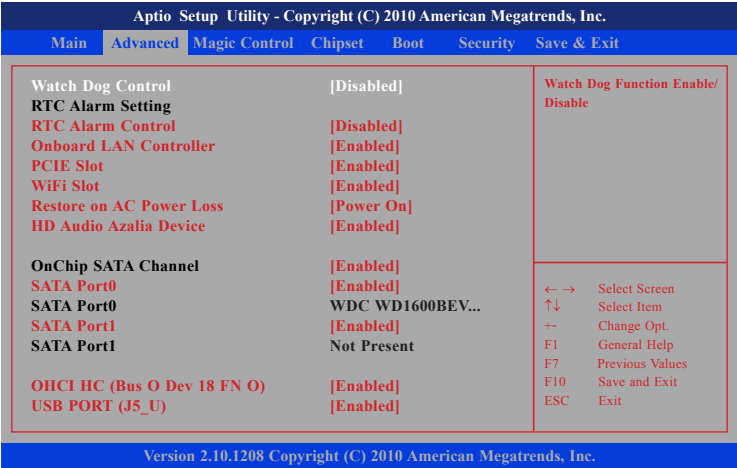 Aptio Setup Utility - Copyright (C) 2010 American Megatrends, Inc.
Main Advanced Magic Control Chipset Boot Security Save & Exit
Watch Dog Control [Disabled]
RTC Alarm Setting
RTC Alarm Control [Disabled]
Onboard LAN Controller [Enabled]
PCIE Slot [Enabled]
WiFi Slot [Enabled]
Restore on AC Power Loss [Power On]
HD Audio Azalia Device [Enabled]
OnChip SATA Channel [Enabled]
SATA Port0 [Enabled]
SATA Port0 WDC WD1600BEV...
SATA Port1 [Enabled]
SATA Port1 Not Present
OHCI HC (Bus O Dev 18 FN O) [Enabled]
USB PORT (J5_U) [Enabled]
Watch Dog Function Enable/
Disable
←→ Select Screen
↑↓ Select Item
+- Change Opt.
F1 General Help
F7 Previous Values
F10 Save and Exit
ESC Exit
Version 2.10.1208 Copyright (C) 2010 American Megatrends, Inc.